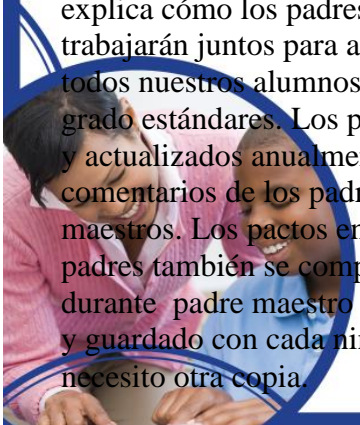 explica cómo los padres
trabajarán juntos para a
todos nuestros alumnos
grado estándares. Los p
y actualizados anualme
comentarios de los padr
maestros. Los pactos en
padres también se comp
durante padre maestro
y guardado con cada ni
necesito otra copia.